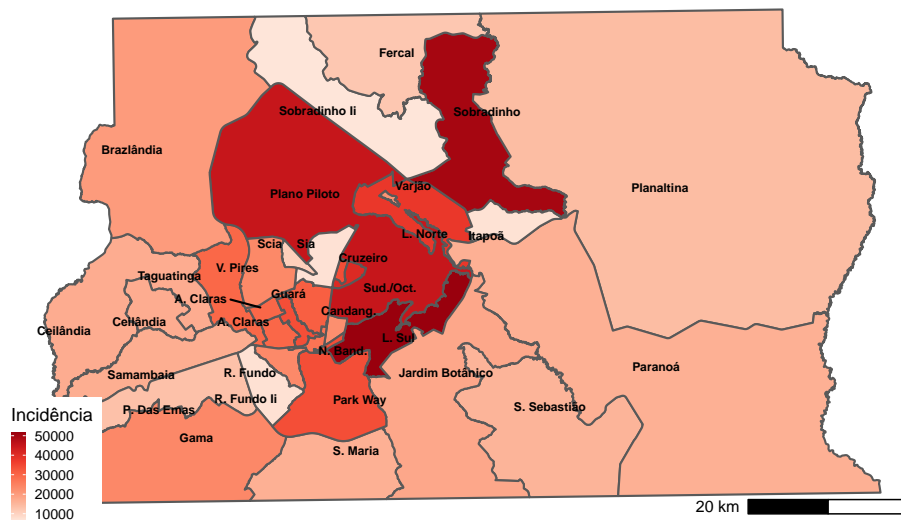 Fercal
Sobradinho Ii
Sobradinho
Brazlândia
Varjão
Plano Piloto
Planaltina
L. Norte
Itapoã
Scia
Sia
Cruzeiro
V. Pires
Taguatinga
Guará
Sud./Oct.
A. Claras
Candang.
Ceilândia
Ceilândia
A. Claras
L. Sul
N. Band.
Samambaia
R. Fundo
Jardim Botânico
Paranoá
R. Fundo Ii
Park Way
P. Das Emas
S. Sebastião
Gama
S. Maria
Incidência
50000
40000
30000
20000
10000
20 km